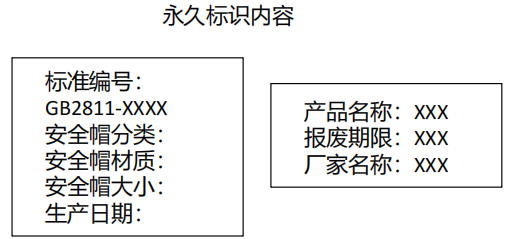 永久标识内容
标准编号：
GB2811-XXXX
安全帽分类：
安全帽材质：
安全帽大小：
生产日期：
产品名称：XXX
报废期限：XXX
厂家名称：XXX